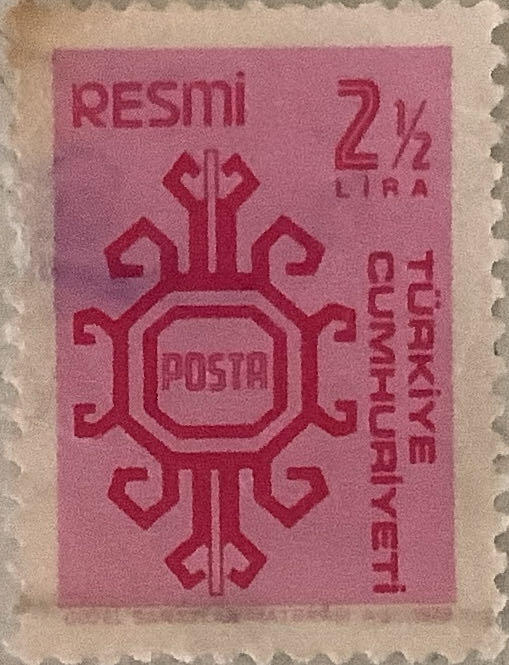 RESMİ
2 ½
LİRA
TÜRKİYE
CUMHURİYETİ
POSTA